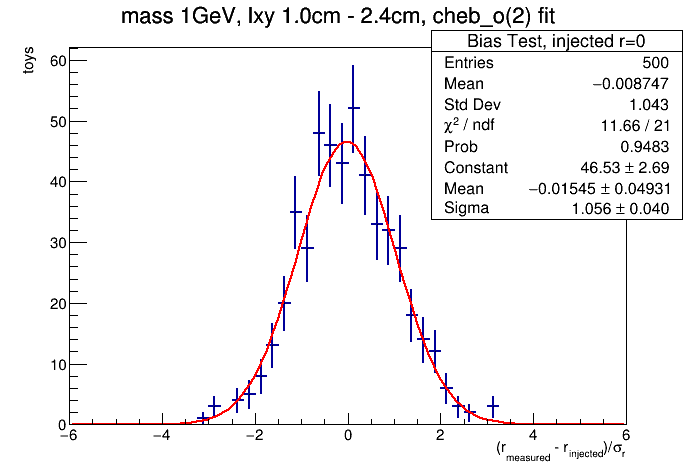 mass 1GeV, lxy 1.0cm - 2.4cm, cheb_o(2) fit
toys
Bias Test, injected r=0
Entries 500
Mean −0.008747
Std Dev 1.043
χ² / ndf 11.66 / 21
Prob 0.9483
Constant 46.53 ± 2.69
Mean −0.01545 ± 0.04931
Sigma 1.056 ± 0.040
60
50
40
30
20
10
0
−6 −4 −2 0 2 4 6
(r_measured - r_injected)/σ_r